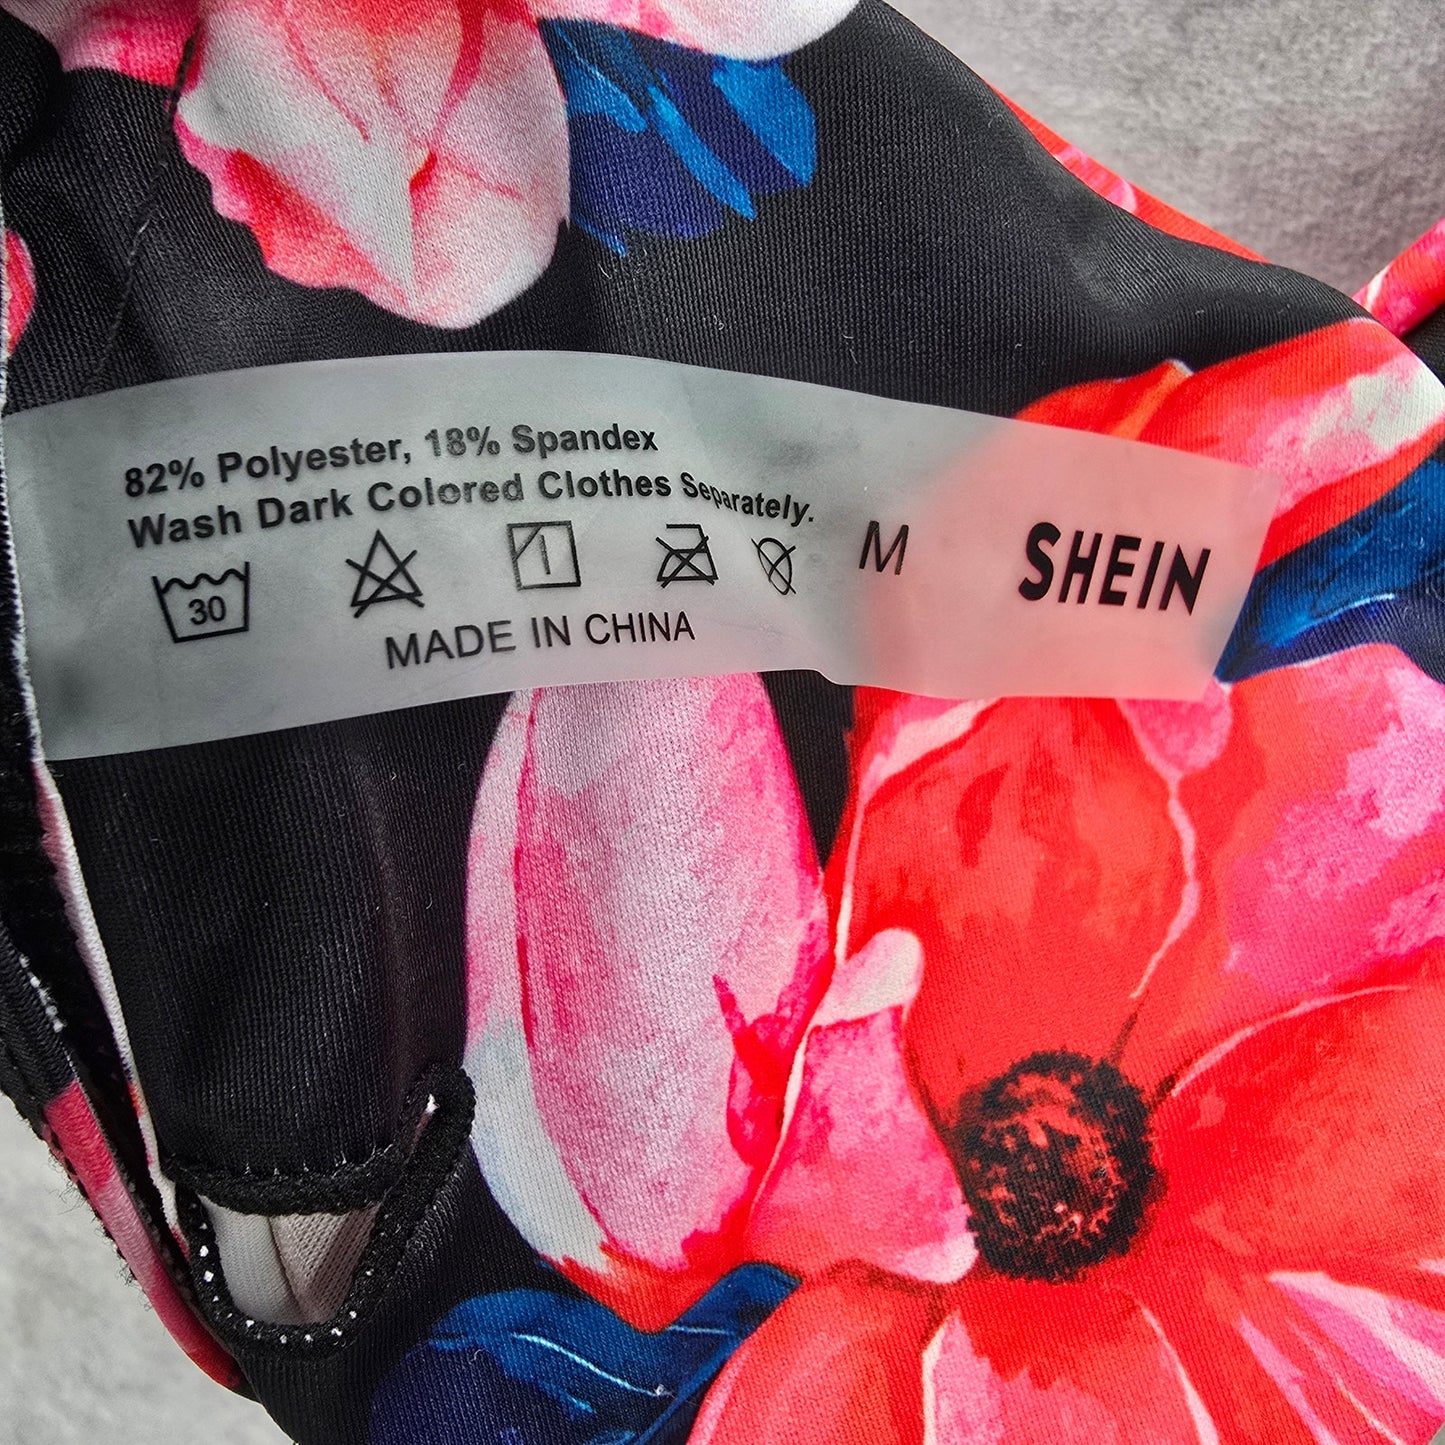 82% Polyester, 18% Spandex
Wash Dark Colored Clothes Separately.
30
MADE IN CHINA
M
SHEIN